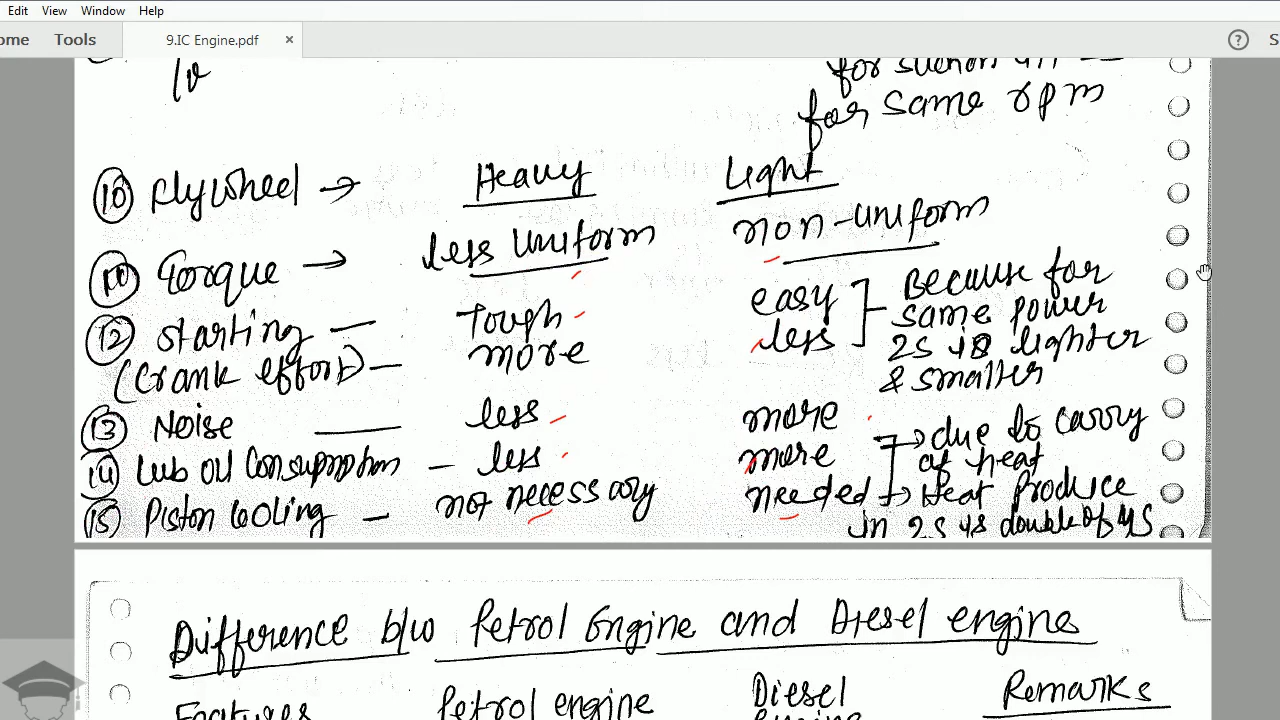 Edit View Window Help
ome Tools 9.IC Engine.pdf × ? S
for suction
for same rpm
(10) Flywheel → Heavy Light
(11) Torque → less Uniform non-uniform
(12) Starting — Tough easy Because for
same power
(Crank effort) — more less 2S is lighter
& smaller
(13) Noise — less more
(14) Lub oil Consumption — less more → due to carry
of heat
(15) Piston Cooling — not necessary needed → Heat Produce
in 2S is double of 4S
Difference b/w Petrol Engine and Diesel engine
Features Petrol engine Diesel Remarks
engine